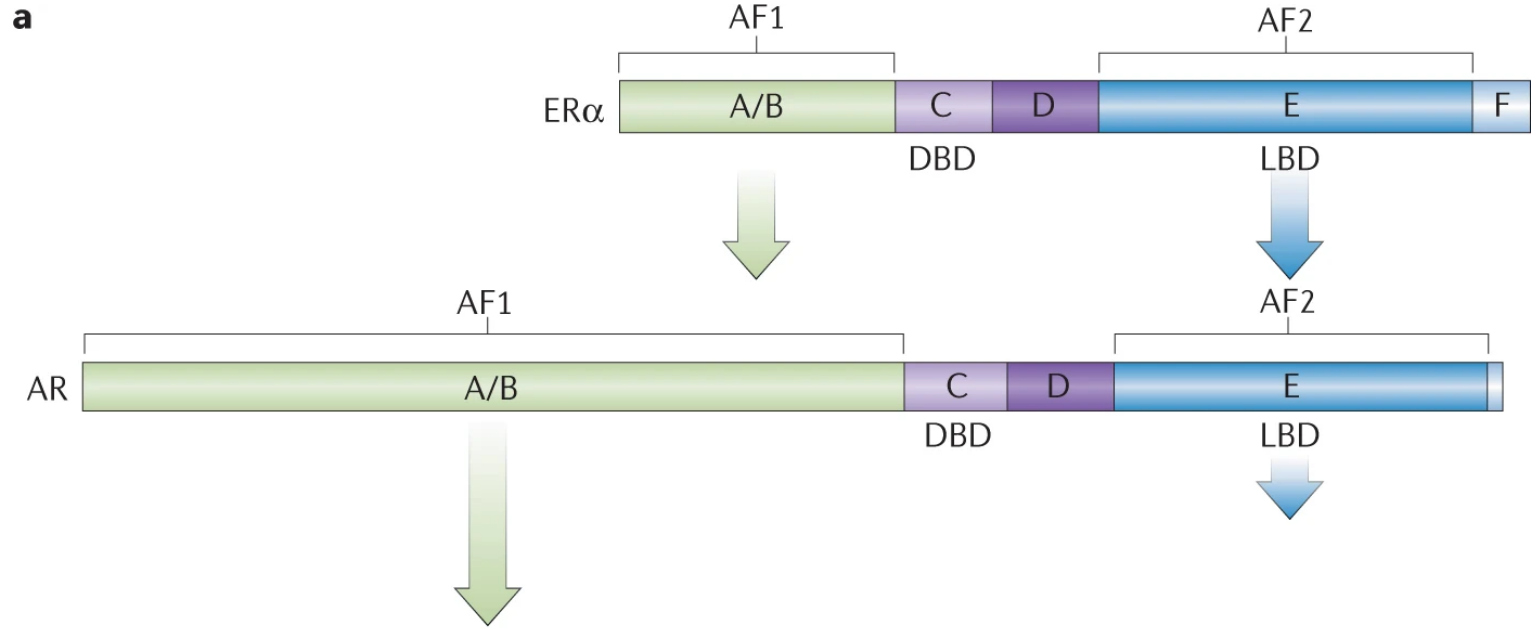 a
AF1 AF2
ERα A/B C D E F
DBD LBD
AF1 AF2
AR A/B C D E
DBD LBD